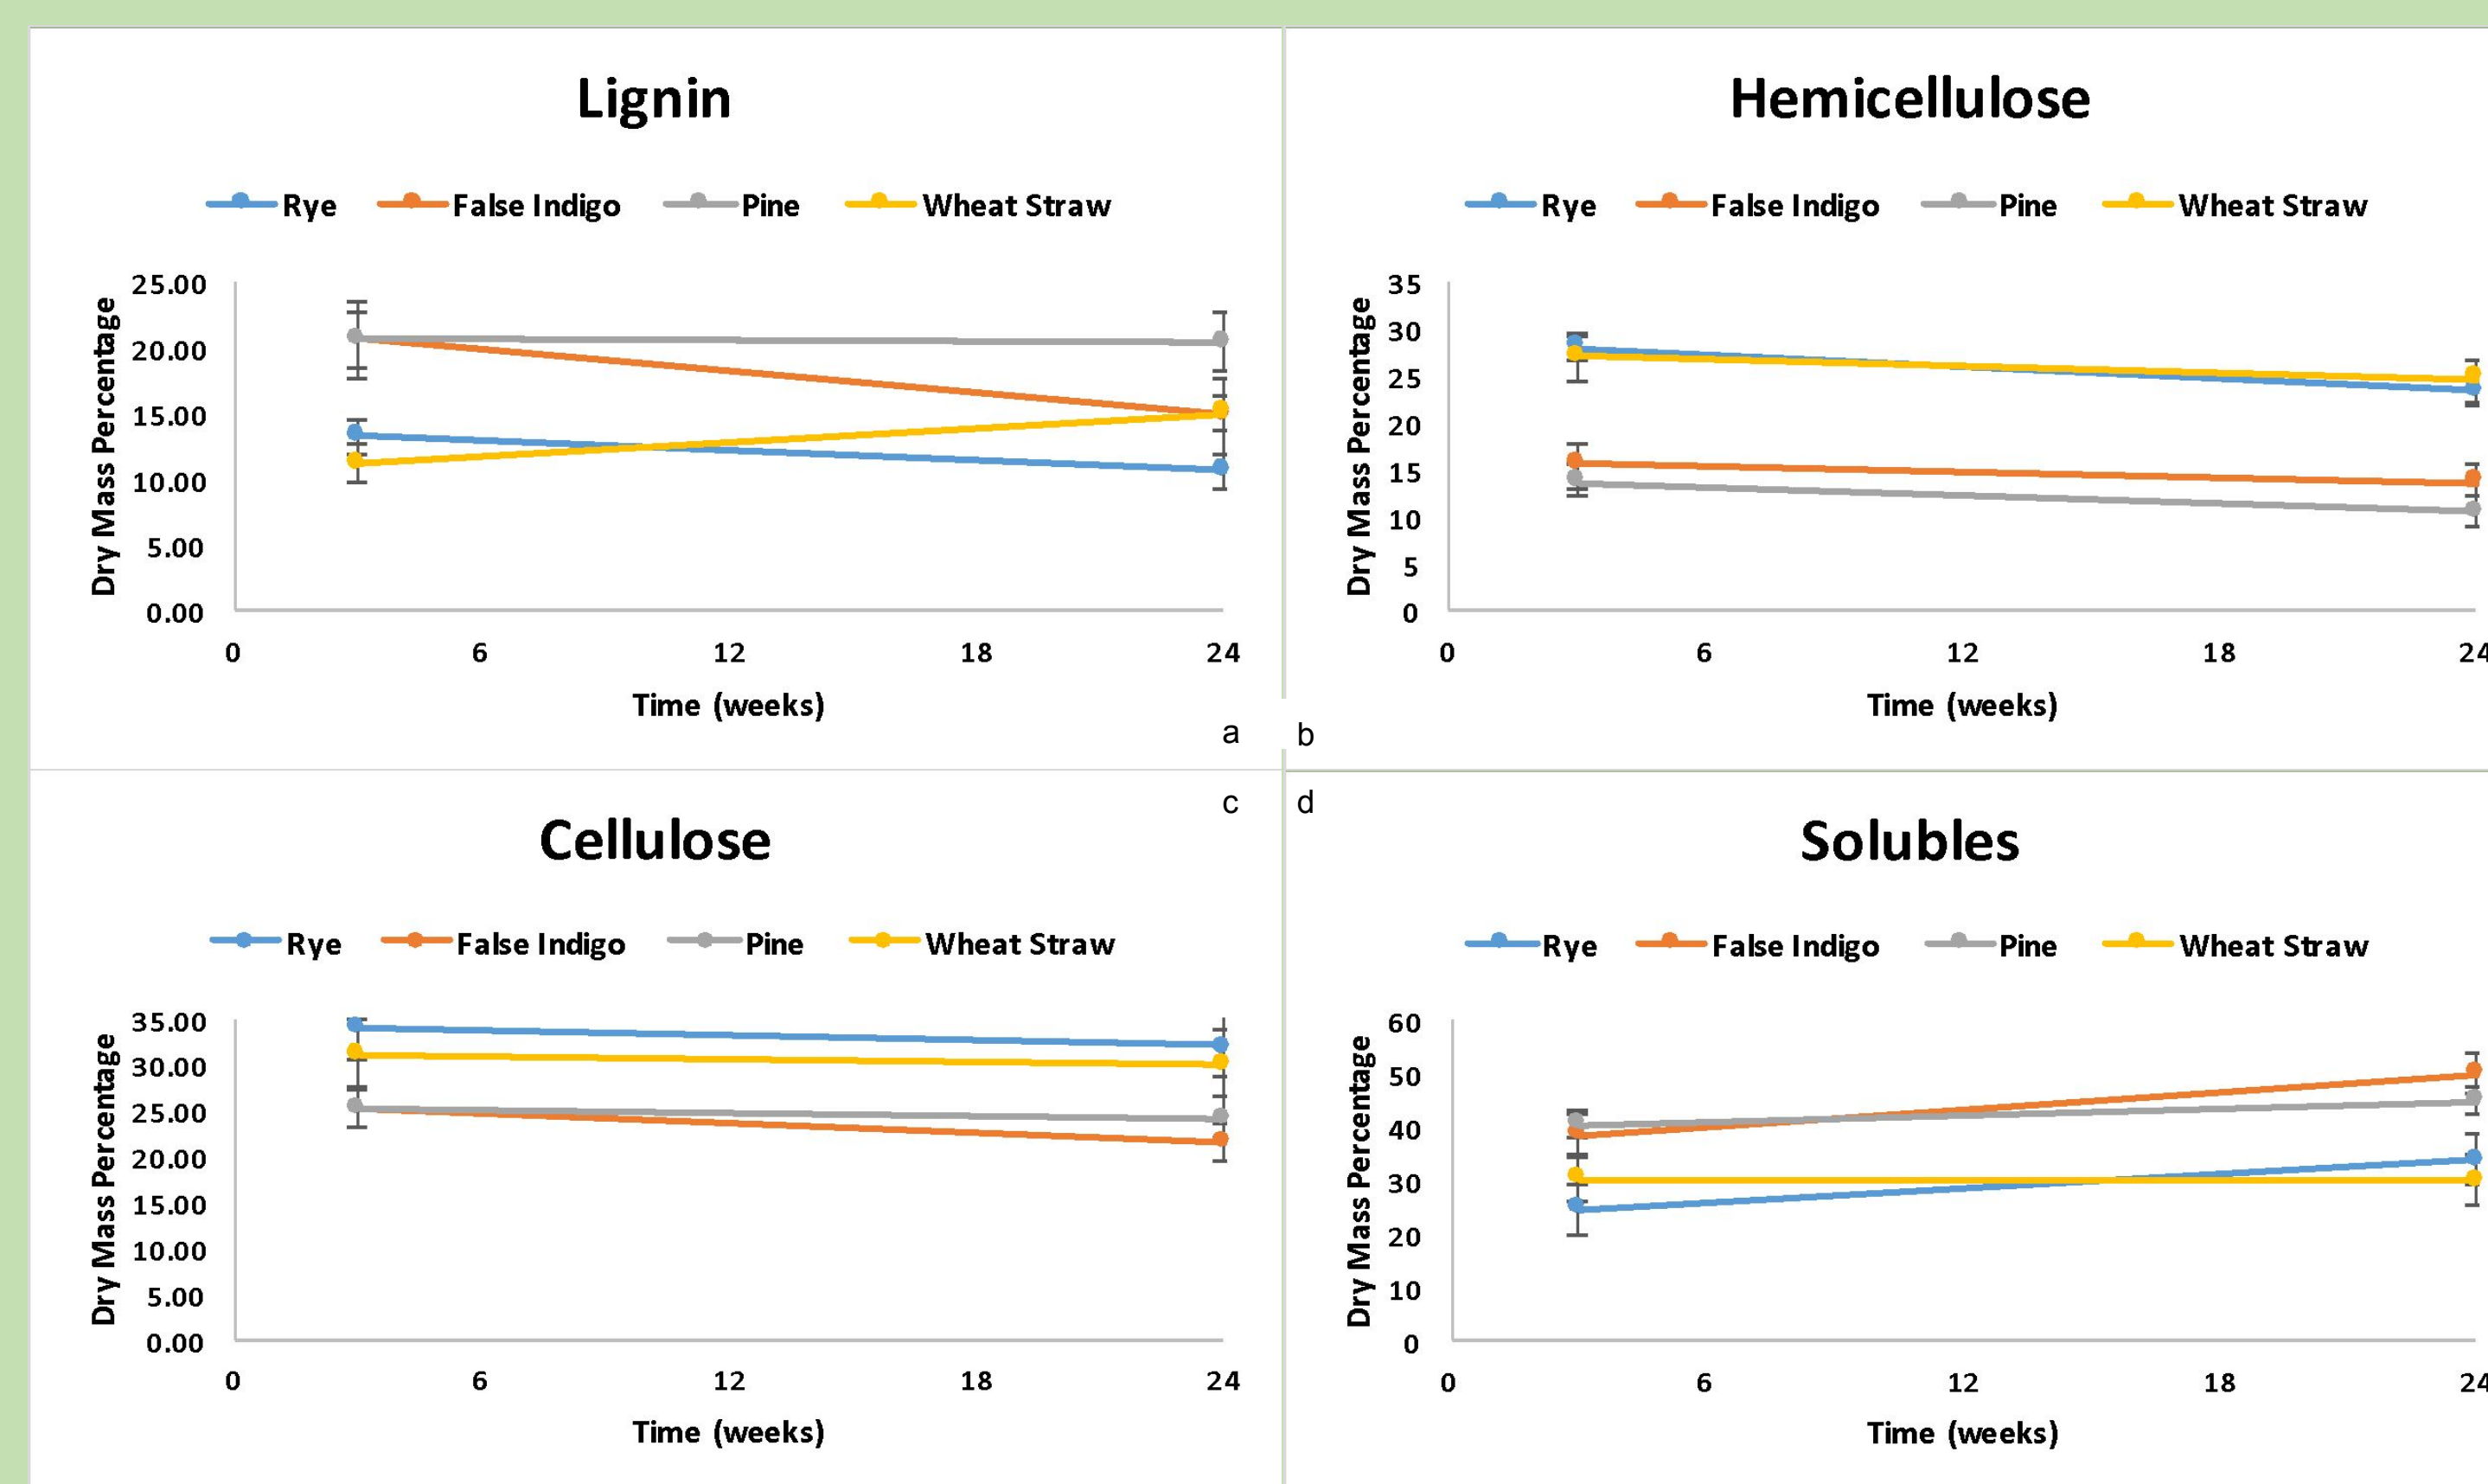 Lignin
Rye False Indigo Pine Wheat Straw
Dry Mass Percentage
25.00
20.00
15.00
10.00
5.00
0.00
0 6 12 18 24
Time (weeks)
a
Hemicellulose
Rye False Indigo Pine Wheat Straw
Dry Mass Percentage
35
30
25
20
15
10
5
0
0 6 12 18 24
Time (weeks)
b
c
Cellulose
Rye False Indigo Pine Wheat Straw
Dry Mass Percentage
35.00
30.00
25.00
20.00
15.00
10.00
5.00
0.00
0 6 12 18 24
Time (weeks)
d
Solubles
Rye False Indigo Pine Wheat Straw
Dry Mass Percentage
60
50
40
30
20
10
0
0 6 12 18 24
Time (weeks)